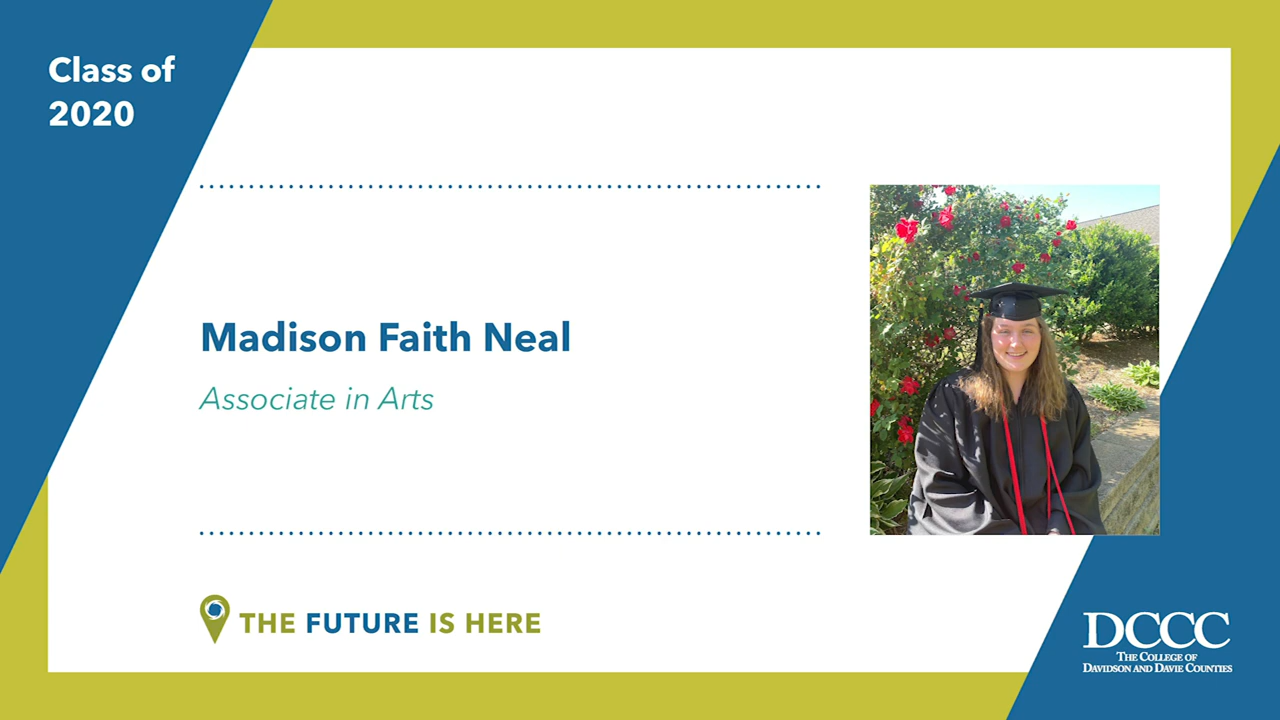 Class of
2020
Madison Faith Neal
Associate in Arts
THE FUTURE IS HERE
DCCC
THE COLLEGE OF
DAVIDSON AND DAVIE COUNTIES